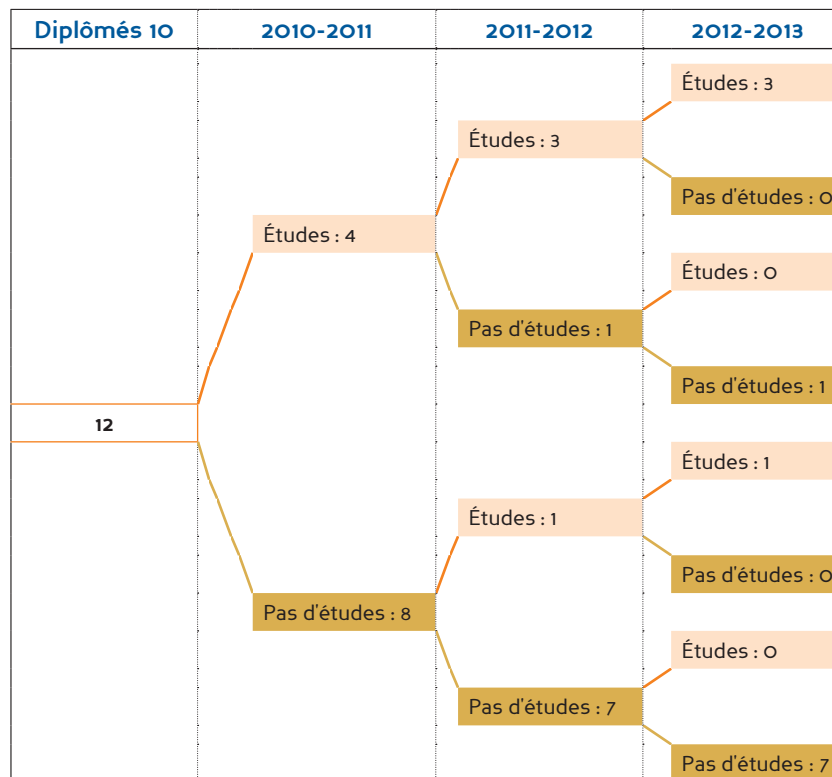 Diplômés 10 2010-2011 2011-2012 2012-2013
Études : 3
Études : 3
Pas d'études : 0
Études : 4
Études : 0
Pas d'études : 1
Pas d'études : 1
12
Études : 1
Études : 1
Pas d'études : 0
Pas d'études : 8
Études : 0
Pas d'études : 7
Pas d'études : 7